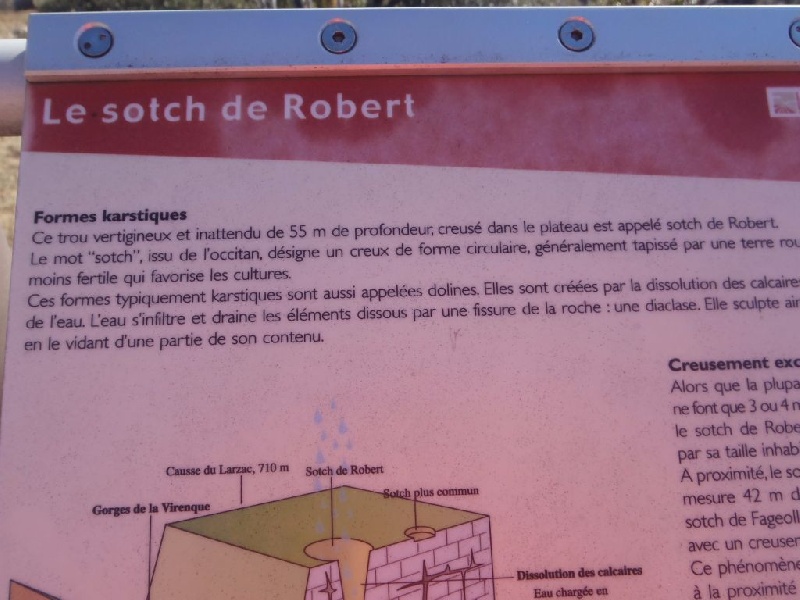 Le sotch de Robert
Formes karstiques
Ce trou vertigineux et inattendu de 55 m de profondeur, creusé dans le plateau est appelé sotch de Robert.
Le mot "sotch", issu de l'occitan, désigne un creux de forme circulaire, généralement tapissé par une terre
moins fertile qui favorise les cultures.
Ces formes typiquement karstiques sont aussi appelées dolines. Elles sont créées par la dissolution des calcaires
de l'eau. L'eau s'infiltre et draine les éléments dissous par une fissure de la roche : une diaclase. Elle sculpte
en le vidant d'une partie de son contenu.
Creusement
Alors que la
ne font que 3 ou 4
le sotch de
par sa taille
A proximité, le
mesure 42 m
sotch de
avec un
Ce phénomène
à la proximité
Causse du Larzac, 710 m
Sotch de Robert
Sotch plus commun
Gorges de la Virenque
Dissolution des calcaires
Eau chargée en